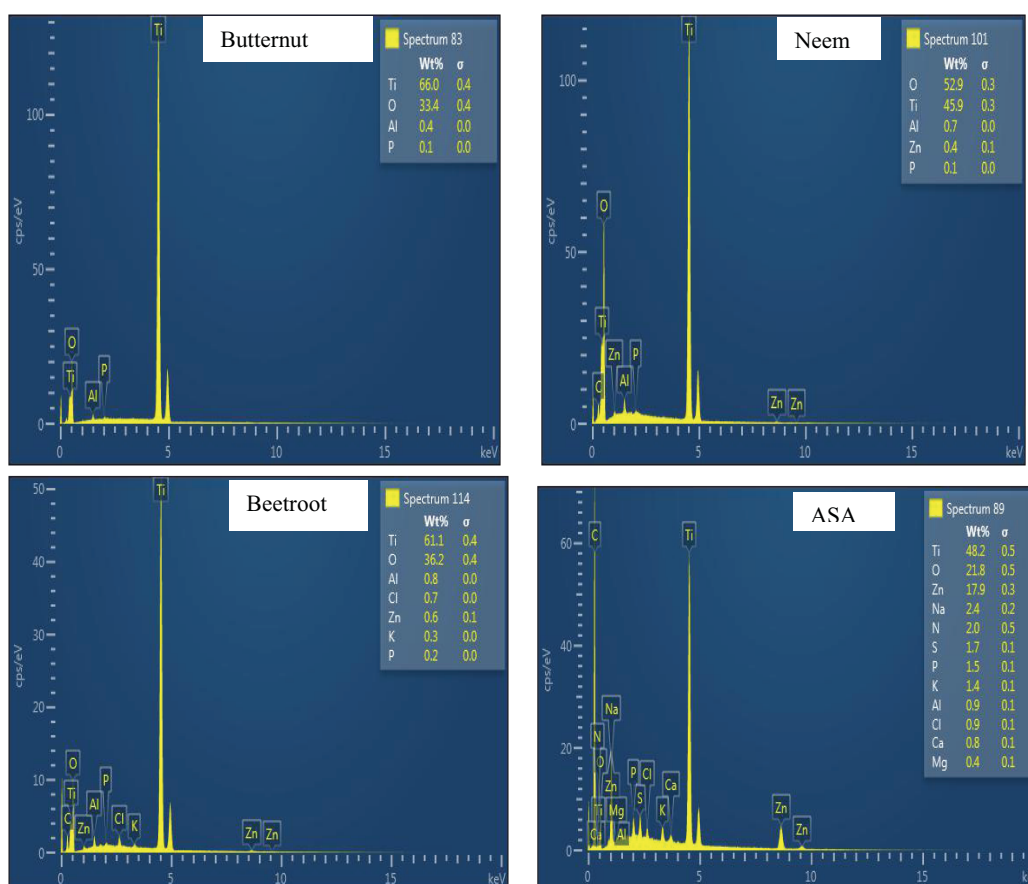 Butternut
Spectrum 83
Wt% σ
Ti 66.0 0.4
O 33.4 0.4
Al 0.4 0.0
P 0.1 0.0
Ti
O
Ti
Al
P
cps/eV
100
50
0
0 5 10 15 keV
Neem
Spectrum 101
Wt% σ
O 52.9 0.3
Ti 45.9 0.3
Al 0.7 0.0
Zn 0.4 0.1
P 0.1 0.0
Ti
O
Ti
Zn P
C Al
Zn Zn
cps/eV
100
50
0
0 5 10 15 keV
Beetroot
Spectrum 114
Wt% σ
Ti 61.1 0.4
O 36.2 0.4
Al 0.8 0.0
Cl 0.7 0.0
Zn 0.6 0.1
K 0.3 0.0
P 0.2 0.0
Ti
O
P
Ti
Al
C Cl
Zn K
Zn Zn
cps/eV
50
40
30
20
10
0
0 5 10 15 keV
ASA
Spectrum 89
Wt% σ
Ti 48.2 0.5
O 21.8 0.5
Zn 17.9 0.3
Na 2.4 0.2
N 2.0 0.5
S 1.7 0.1
P 1.5 0.1
K 1.4 0.1
Al 0.9 0.1
Cl 0.9 0.1
Ca 0.8 0.1
Mg 0.4 0.1
C Ti
Na
N
O P Cl
Zn S Ca
Ti Mg K Zn
Ca Al Zn
cps/eV
60
40
20
0
0 5 10 15